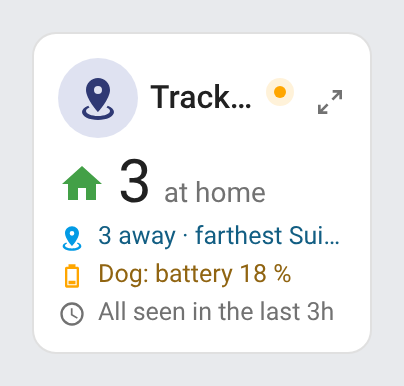 Track...
3 at home
3 away · farthest Sui...
Dog: battery 18 %
All seen in the last 3h